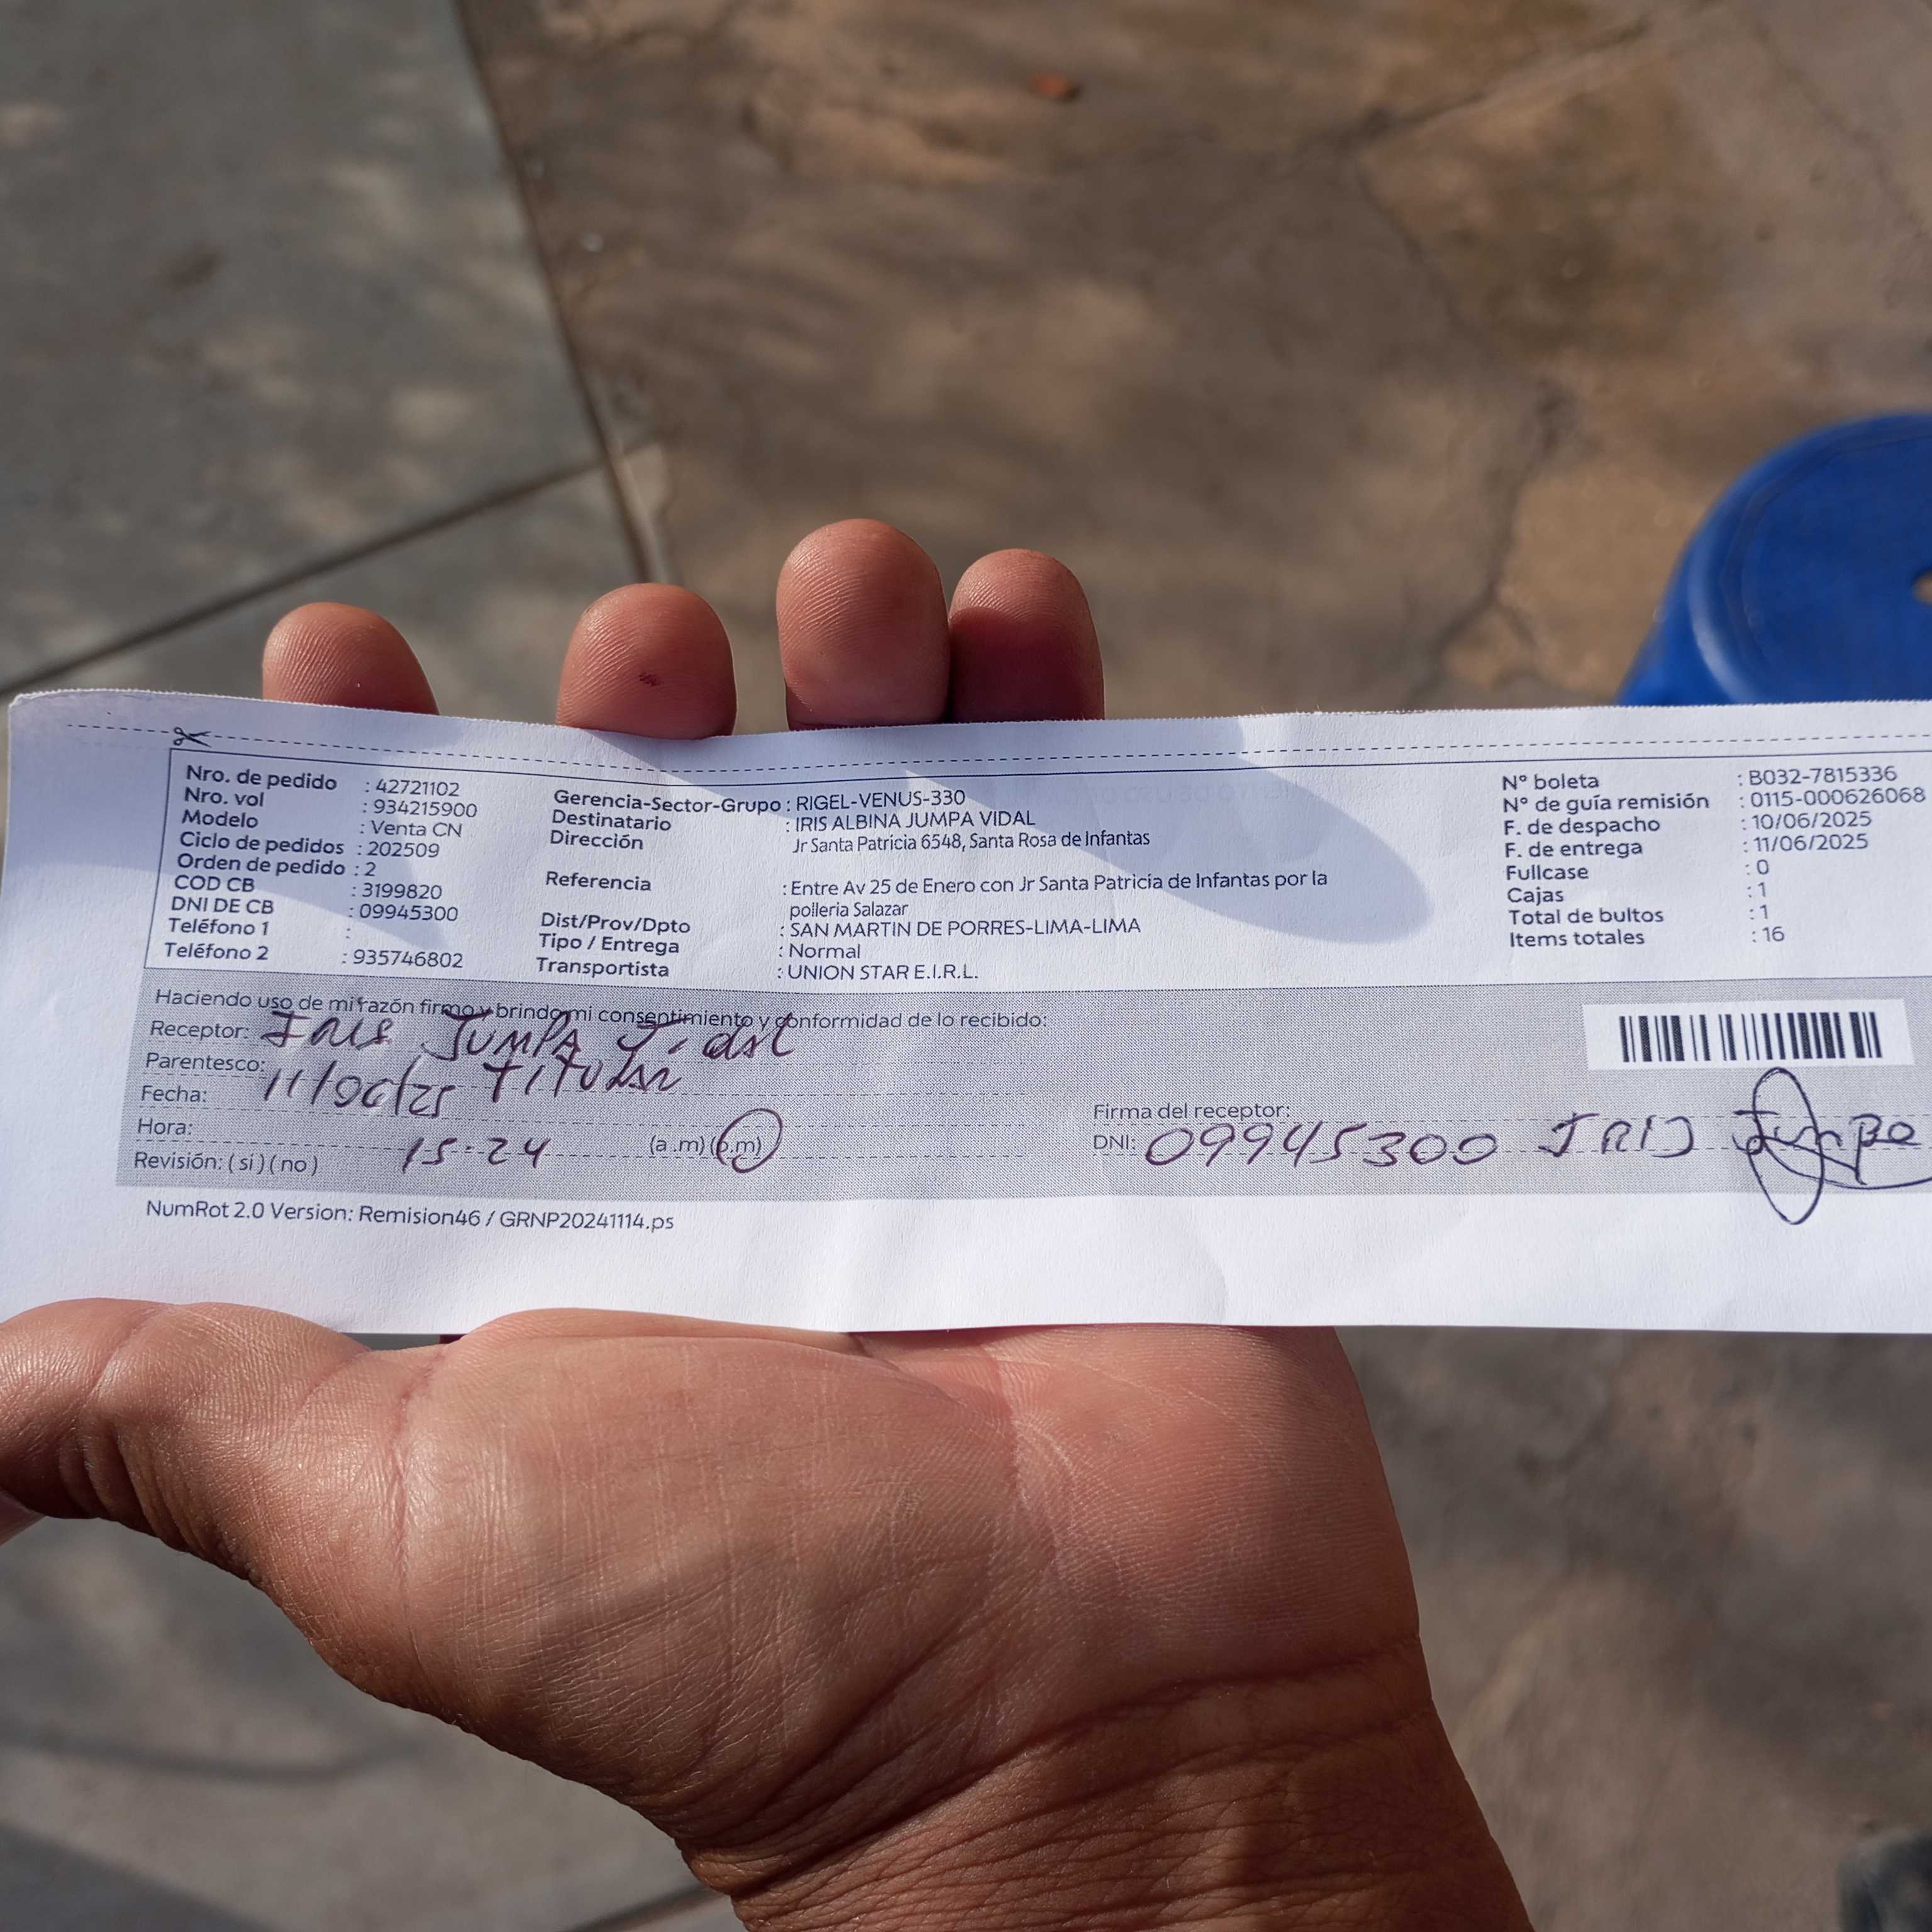 Nro. de pedido : 42721102
Nro. vol : 934215900
Modelo : Venta CN
Ciclo de pedidos : 202509
Orden de pedido : 2
COD CB : 3199820
DNI DE CB : 09945300
Teléfono 1 :
Teléfono 2 : 935746802
Gerencia-Sector-Grupo : RIGEL-VENUS-330
Destinatario : IRIS ALBINA JUMPA VIDAL
Dirección Jr Santa Patricia 6548, Santa Rosa de Infantas
Referencia : Entre Av 25 de Enero con Jr Santa Patricia de Infantas por la
polleria Salazar
Dist/Prov/Dpto : SAN MARTIN DE PORRES-LIMA-LIMA
Tipo / Entrega : Normal
Transportista : UNION STAR E.I.R.L.
N° boleta : B032-7815336
N° de guía remisión : 0115-000626068
F. de despacho : 10/06/2025
F. de entrega : 11/06/2025
Fullcase : 0
Cajas : 1
Total de bultos : 1
Items totales : 16
Haciendo uso de mi razón firmo y brindo mi consentimiento y conformidad de lo recibido:
Receptor: IRIS JUMPA Vidal
Parentesco: TITULAR
Fecha: 11/06/25
Hora: 15:24 (a.m) (p.m)
Revisión: ( si ) ( no )
Firma del receptor:
DNI: 09945300 IRIS Jumpa
NumRot 2.0 Version: Remision46 / GRNP20241114.ps